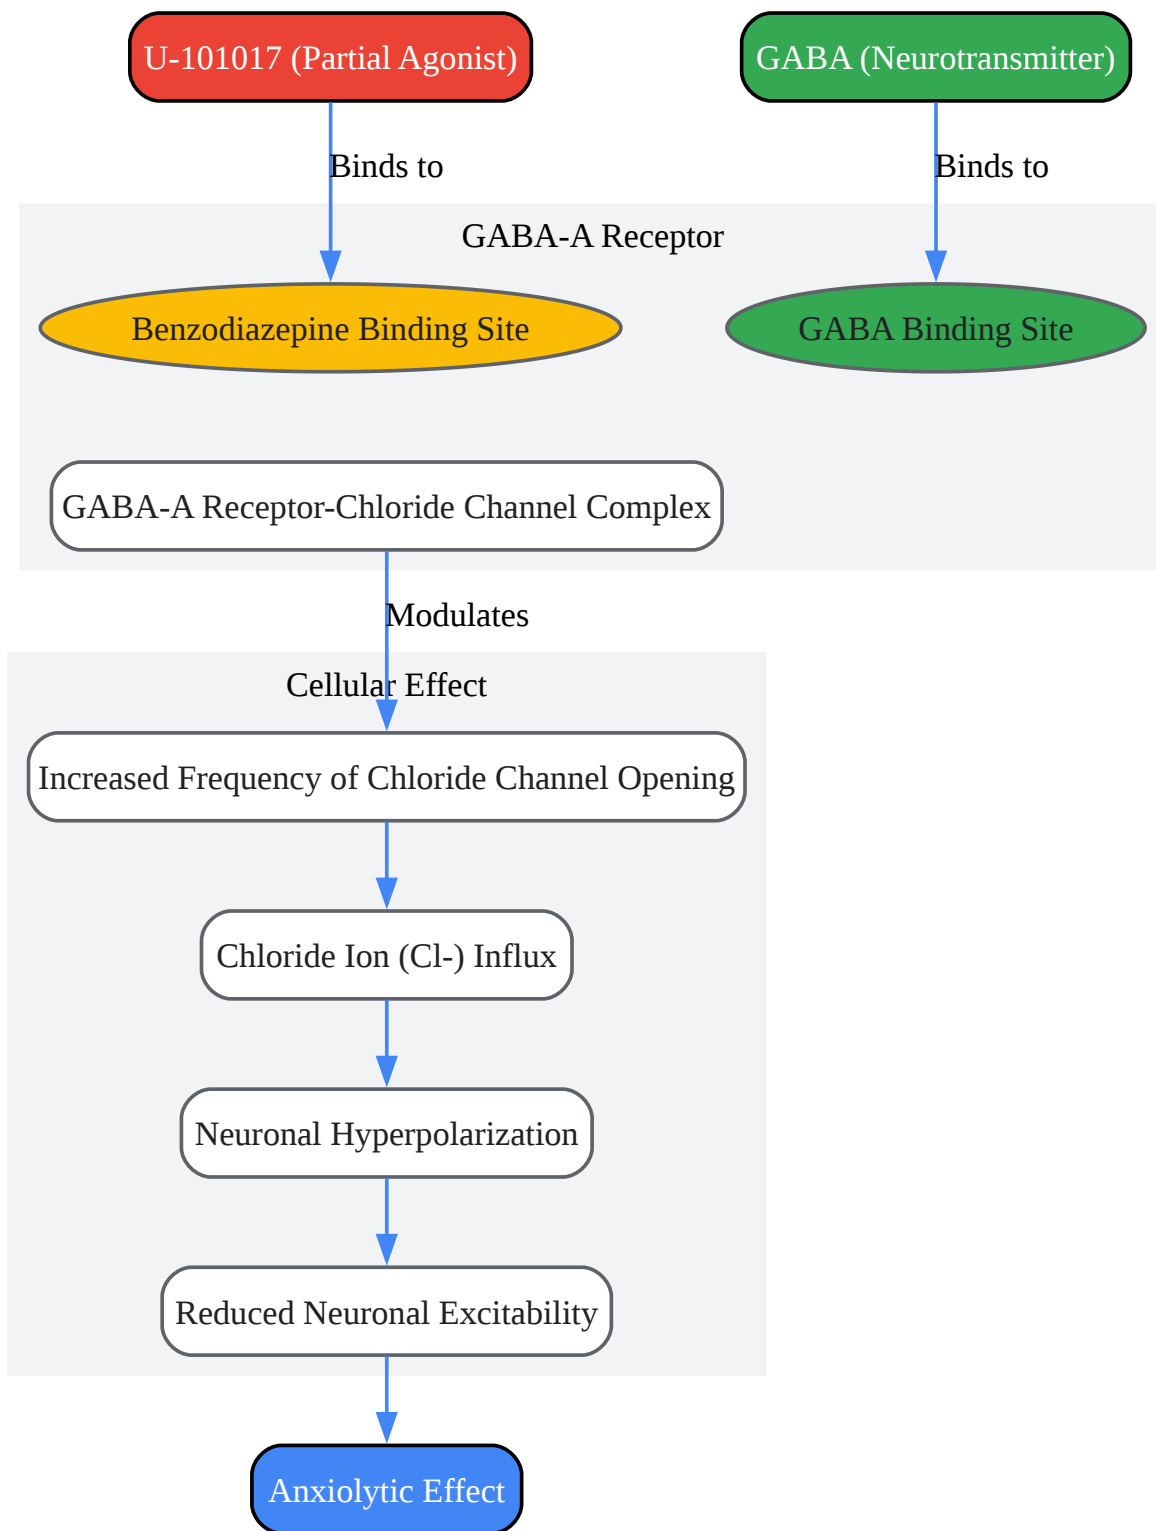 U-101017 (Partial Agonist)
GABA (Neurotransmitter)
Binds to
Binds to
GABA-A Receptor
Benzodiazepine Binding Site
GABA Binding Site
GABA-A Receptor-Chloride Channel Complex
Modulates
Cellular Effect
Increased Frequency of Chloride Channel Opening
Chloride Ion (Cl-) Influx
Neuronal Hyperpolarization
Reduced Neuronal Excitability
Anxiolytic Effect